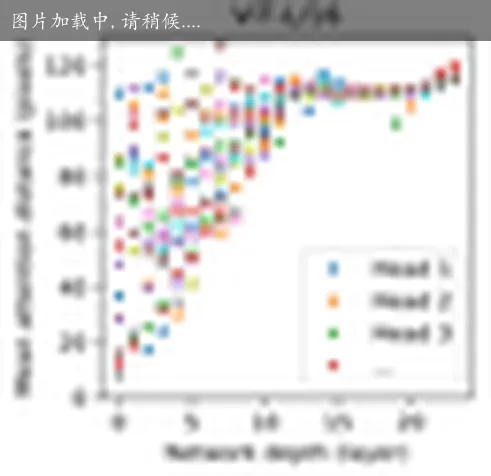 图片加载中, 请稍候....
ViT-L/16
120
100
80
60
40
20
0
Mean attention distance (pixels)
Head 1
Head 2
Head 3
...
0 5 10 15 20
Network depth (layer)